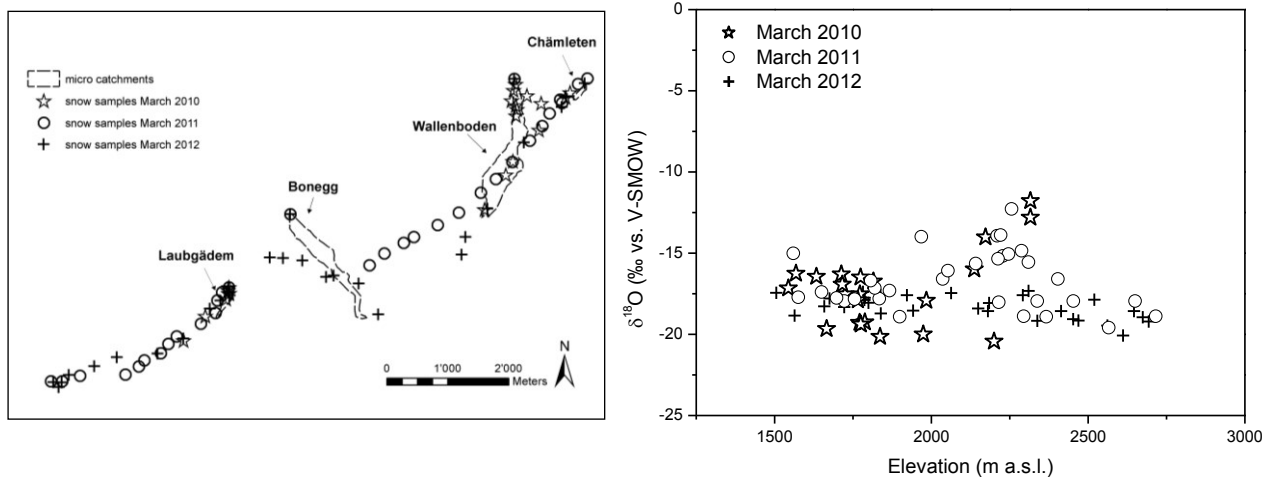 Chämleten
micro catchments
snow samples March 2010
snow samples March 2011
snow samples March 2012
Wallenboden
Bonegg
Laubgädem
N
0 1'000 2'000
Meters
0
-5
-10
-15
-20
-25
δ18O (‰ vs. V-SMOW)
March 2010
March 2011
March 2012
1500 2000 2500 3000
Elevation (m a.s.l.)